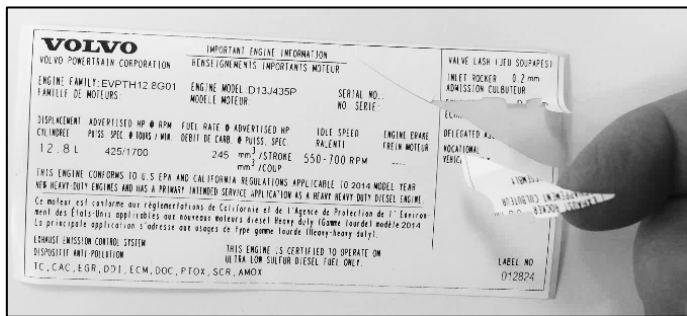 VOLVO
VOLVO POWERTRAIN CORPORATION
IMPORTANT ENGINE INFORMATION
RENSEIGNEMENTS IMPORTANTS MOTEUR
ENGINE FAMILY: EVPTH12.8G01
FAMILLE DE MOTEURS:
ENGINE MODEL: D13J435P
MODELE MOTEUR:
SERIAL NO.:
NO SERIE:
DISPLACEMENT ADVERTISED HP @ RPM FUEL RATE @ ADVERTISED HP IDLE SPEED ENGINE BRAKE
CYLINDREE PUISS. SPEC @ TOURS / MIN. DEBIT DE CARB. @ PUISS. SPEC. RALENTI FREIN MOTEUR
12.8 L 425/1700 245 mm³/STROKE 550-700 RPM
mm³/COUP
THIS ENGINE CONFORMS TO U.S EPA AND CALIFORNIA REGULATIONS APPLICABLE TO 2014 MODEL YEAR
NEW HEAVY-DUTY ENGINES AND HAS A PRIMARY INTENDED SERVICE APPLICATION AS A HEAVY HEAVY DUTY DIESEL ENGINE.
Ce moteur est conforme aux réglementations de Californie et de l'Agence de Protection de l' Environ-
ment des États-Unis applicables aux nouveaux moteurs diesel Heavy duty (Gamme lourde) modèle 2014
La principale application s'adresse aux usages de type gamme lourde (Heavy-heavy duty).
EXHAUST EMISSION CONTROL SYSTEM
DISPOSITIF ANTI-POLLUTION
THIS ENGINE IS CERTIFIED TO OPERATE ON
ULTRA LOW SULFUR DIESEL FUEL ONLY.
TC, CAC, EGR, DDI, ECM, DOC, PTOX, SCR, AMOX
VALVE LASH (JEU SOUPAPES)
INLET ROCKER 0.2 mm
ADMISSION CULBUTEUR
DELEGATED
VOCATIONAL
LABEL NO
012824
EXHAUST ROCKER
ECHAPPEMENT CULBUTEUR